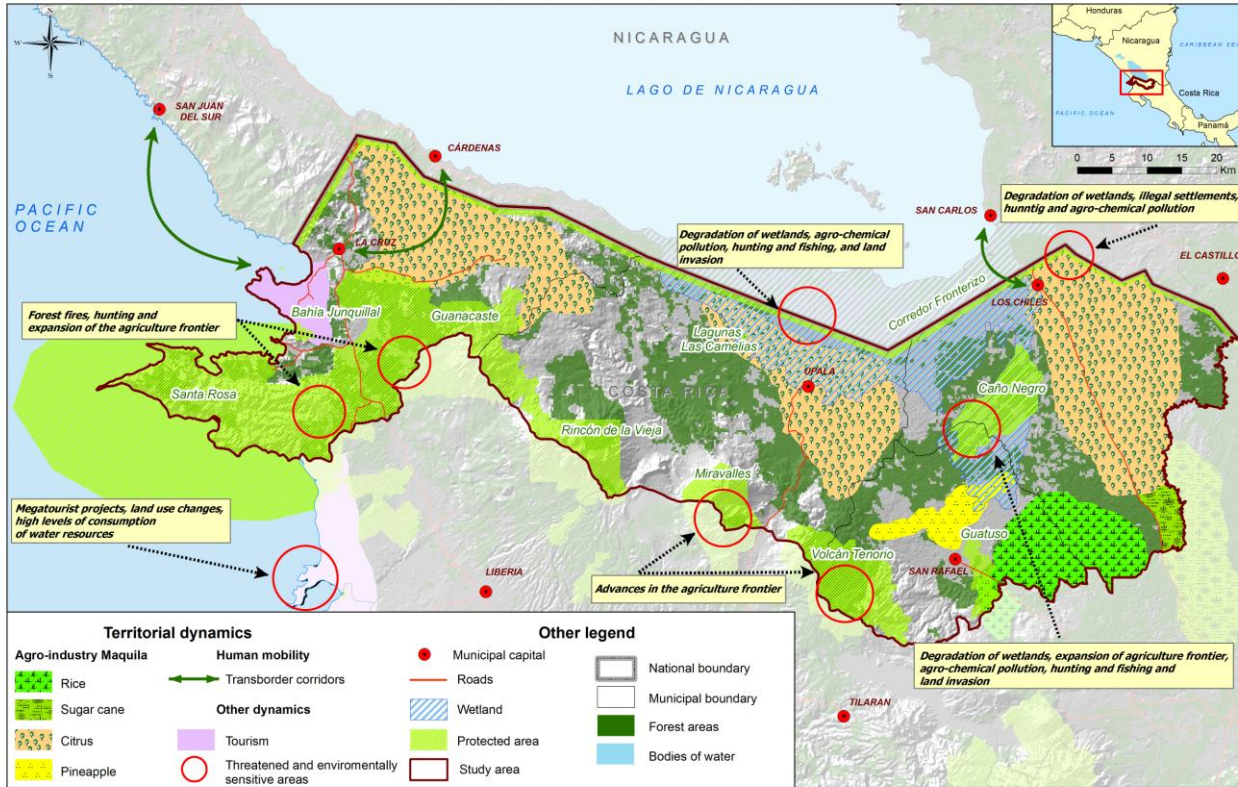 Honduras
Nicaragua
CARIBBEAN SEA
Costa Rica
PACIFIC OCEAN
Panamá
0 5 10 20
Km
N
W E
S
NICARAGUA
LAGO DE NICARAGUA
SAN JUAN
DEL SUR
CÁRDENAS
PACIFIC
OCEAN
SAN CARLOS
Degradation of wetlands, illegal settlements,
hunntig and agro-chemical pollution
EL CASTILLO
LA CRUZ
Degradation of wetlands, agro-chemical
pollution, hunting and fishing, and land
invasion
Corredor Fronterizo
LOS CHILES
Forest fires, hunting and
expansion of the agriculture frontier
Bahía Junquillal
Guanacaste
Lagunas
Las Camelias
Santa Rosa
COSTA RICA
UPALA
Caño Negro
Rincón de la Vieja
Miravalles
Megatourist projects, land use changes,
high levels of consumption
of water resources
Guatuso
Volcán Tenorio
SAN RAFAEL
LIBERIA
Advances in the agriculture frontier
Degradation of wetlands, expansion of agriculture frontier,
agro-chemical pollution, hunting and fishing and
land invasion
TILARAN
Territorial dynamics
Agro-industry Maquila
Rice
Sugar cane
Citrus
Pineapple
Human mobility
Transborder corridors
Other dynamics
Tourism
Threatened and enviromentally
sensitive areas
Other legend
Municipal capital
Roads
Wetland
Protected area
Study area
National boundary
Municipal boundary
Forest areas
Bodies of water